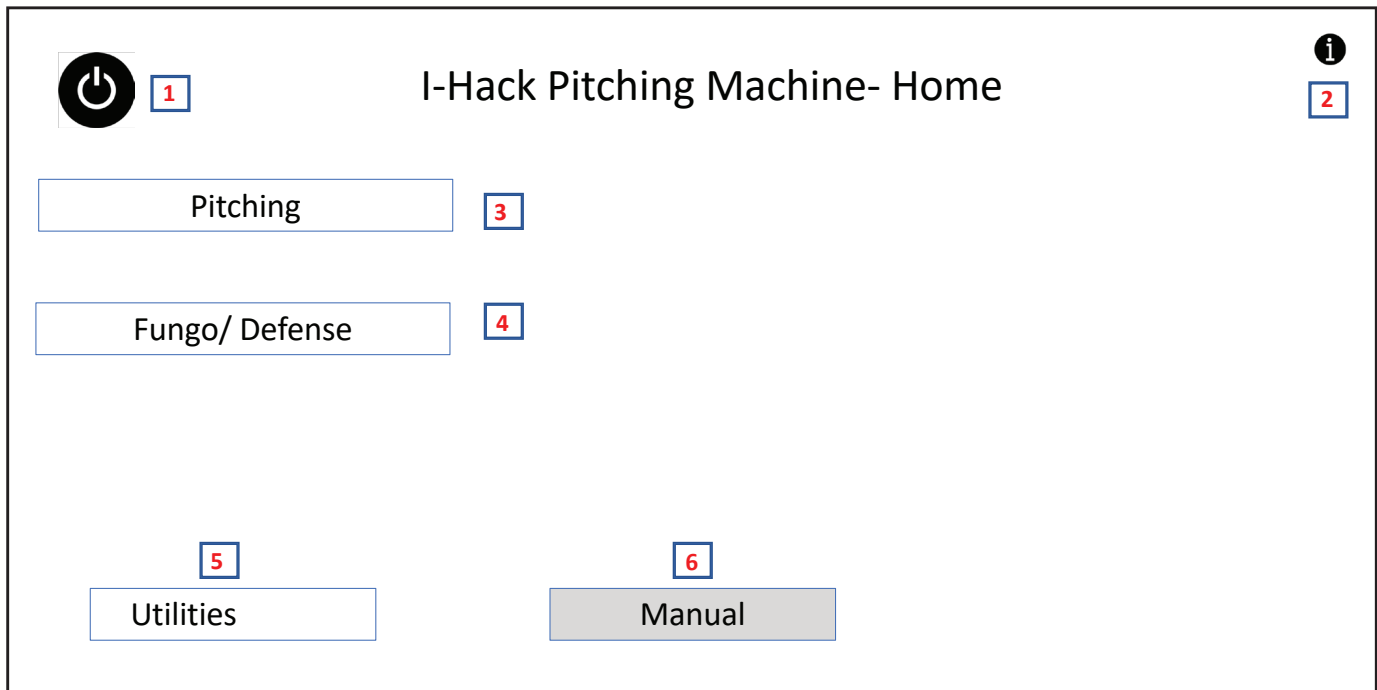 1
I-Hack Pitching Machine- Home
i
2
Pitching
3
Fungo/ Defense
4
5
6
Utilities
Manual